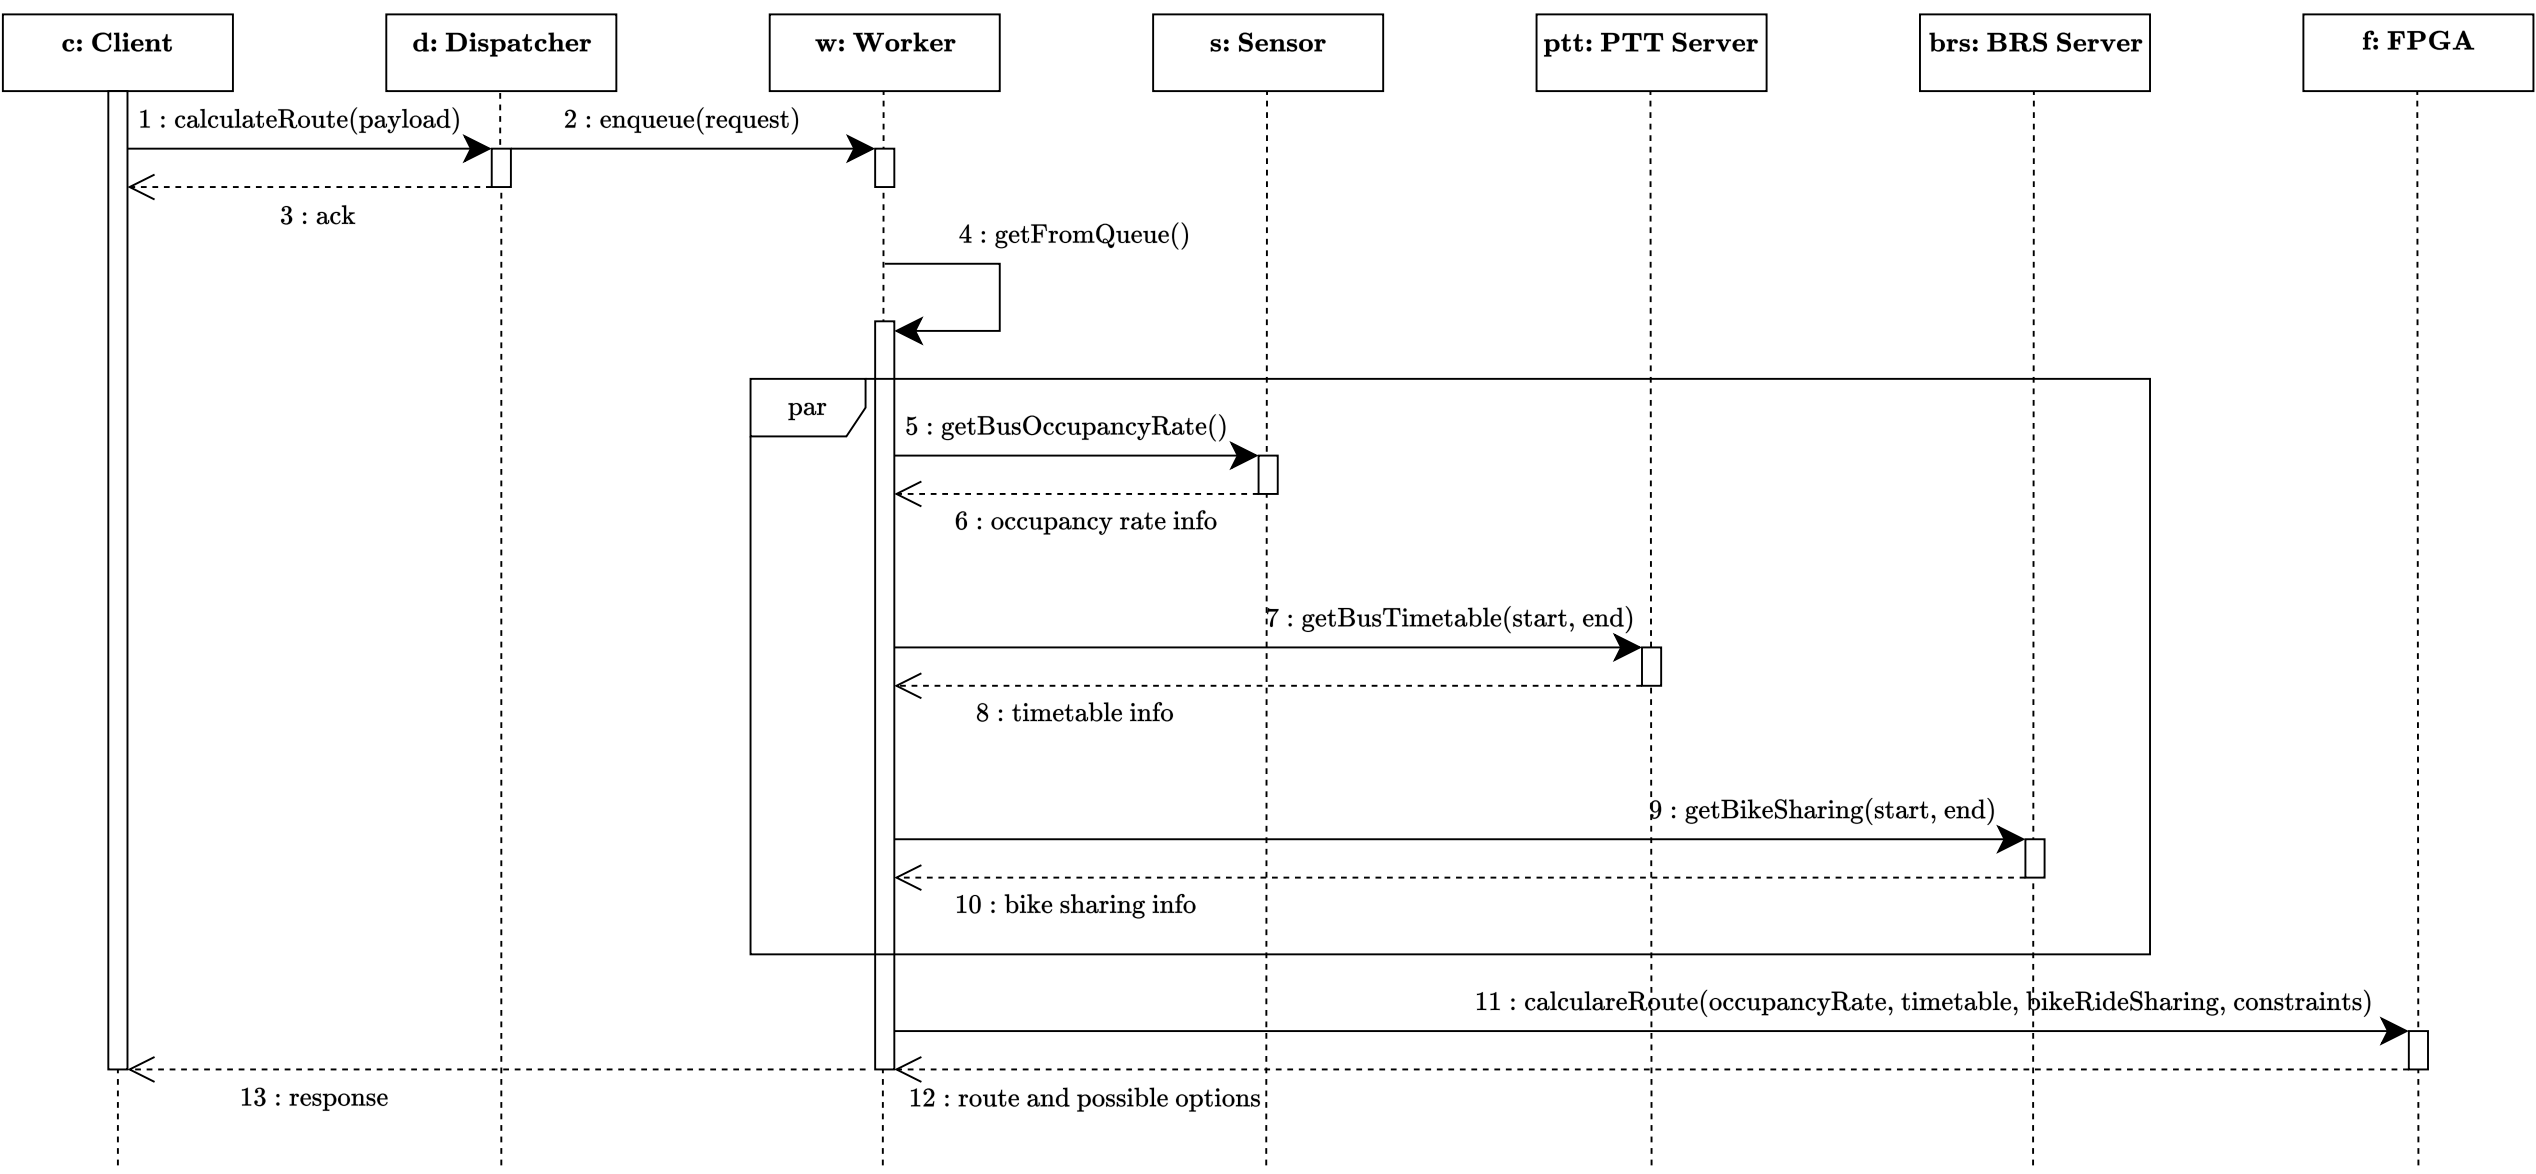 c: Client
d: Dispatcher
w: Worker
s: Sensor
ptt: PTT Server
brs: BRS Server
f: FPGA
1 : calculateRoute(payload)
2 : enqueue(request)
3 : ack
4 : getFromQueue()
par
5 : getBusOccupancyRate()
6 : occupancy rate info
7 : getBusTimetable(start, end)
8 : timetable info
9 : getBikeSharing(start, end)
10 : bike sharing info
11 : calculareRoute(occupancyRate, timetable, bikeRideSharing, constraints)
13 : response
12 : route and possible options